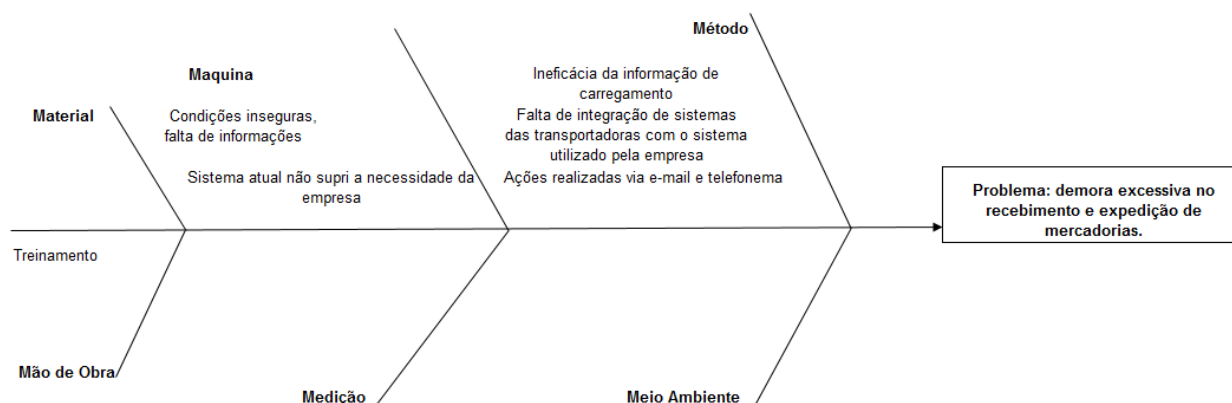 Método
Maquina
Ineficácia da informação de
carregamento
Material
Condições inseguras,
falta de informações
Falta de integração de sistemas
das transportadoras com o sistema
utilizado pela empresa
Sistema atual não supri a necessidade da
empresa
Ações realizadas via e-mail e telefonema
Problema: demora excessiva no
recebimento e expedição de
mercadorias.
Treinamento
Mão de Obra
Medição
Meio Ambiente